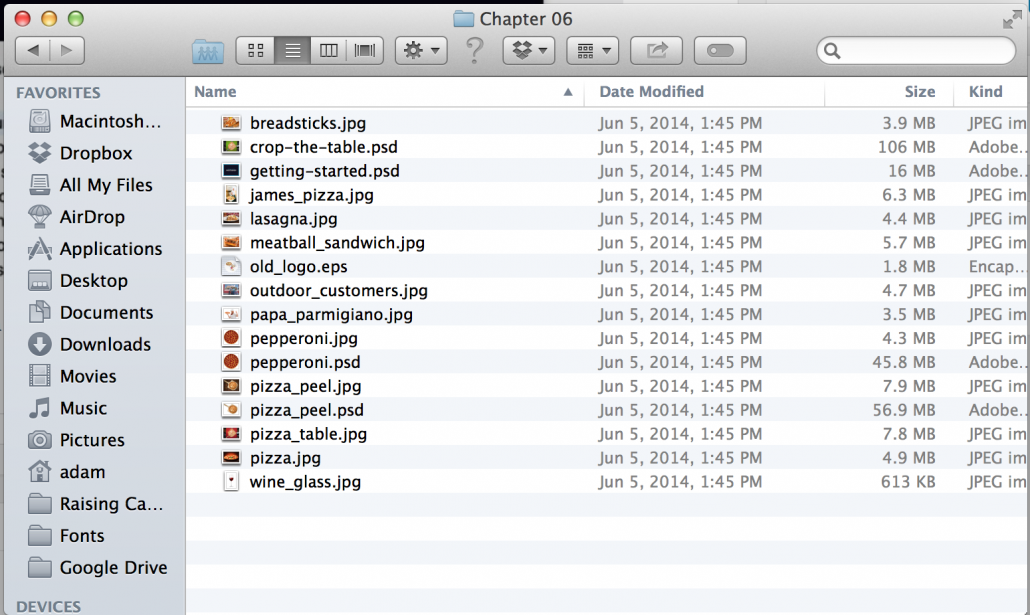 Chapter 06
FAVORITES
Macintosh...
Dropbox
All My Files
AirDrop
Applications
Desktop
Documents
Downloads
Movies
Music
Pictures
adam
Raising Ca...
Fonts
Google Drive
DEVICES
Name Date Modified Size Kind
breadsticks.jpg Jun 5, 2014, 1:45 PM 3.9 MB JPEG im
crop-the-table.psd Jun 5, 2014, 1:45 PM 106 MB Adobe..
getting-started.psd Jun 5, 2014, 1:45 PM 16 MB Adobe..
james_pizza.jpg Jun 5, 2014, 1:45 PM 6.3 MB JPEG im
lasagna.jpg Jun 5, 2014, 1:45 PM 4.4 MB JPEG im
meatball_sandwich.jpg Jun 5, 2014, 1:45 PM 5.7 MB JPEG im
old_logo.eps Jun 5, 2014, 1:45 PM 1.8 MB Encap...
outdoor_customers.jpg Jun 5, 2014, 1:45 PM 4.7 MB JPEG im
papa_parmigiano.jpg Jun 5, 2014, 1:45 PM 3.5 MB JPEG im
pepperoni.jpg Jun 5, 2014, 1:45 PM 4.3 MB JPEG im
pepperoni.psd Jun 5, 2014, 1:45 PM 45.8 MB Adobe..
pizza_peel.jpg Jun 5, 2014, 1:45 PM 7.9 MB JPEG im
pizza_peel.psd Jun 5, 2014, 1:45 PM 56.9 MB Adobe..
pizza_table.jpg Jun 5, 2014, 1:45 PM 7.8 MB JPEG im
pizza.jpg Jun 5, 2014, 1:45 PM 4.9 MB JPEG im
wine_glass.jpg Jun 5, 2014, 1:45 PM 613 KB JPEG im